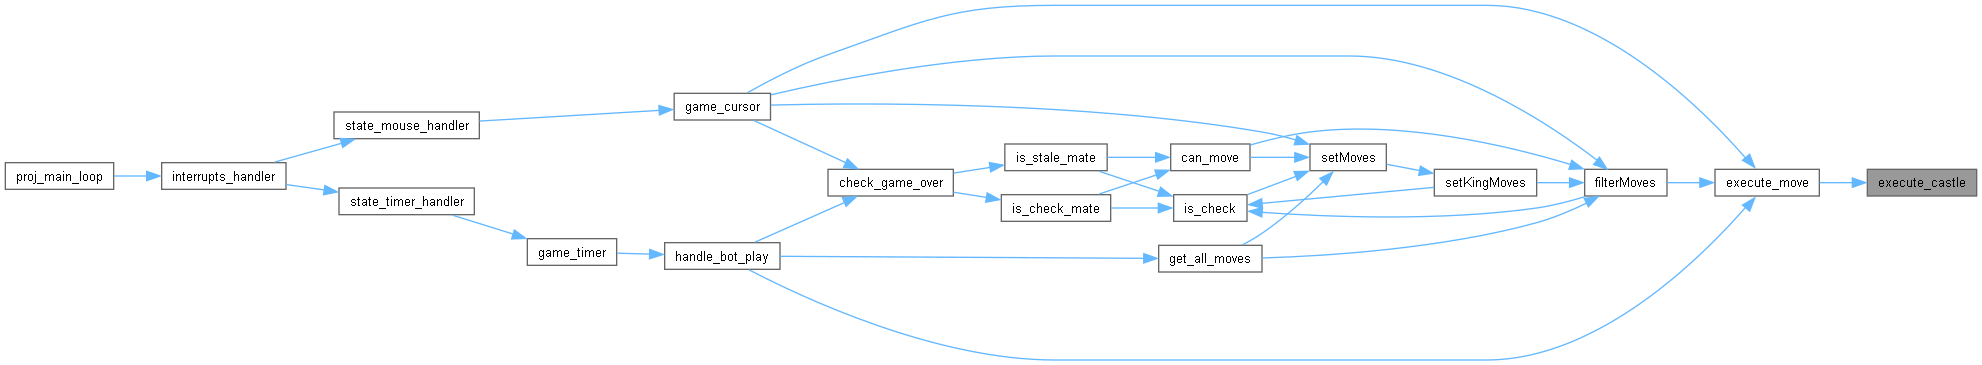 proj_main_loop
interrupts_handler
state_mouse_handler
state_timer_handler
game_cursor
game_timer
handle_bot_play
check_game_over
is_stale_mate
is_check_mate
can_move
is_check
get_all_moves
setMoves
setKingMoves
filterMoves
execute_move
execute_castle